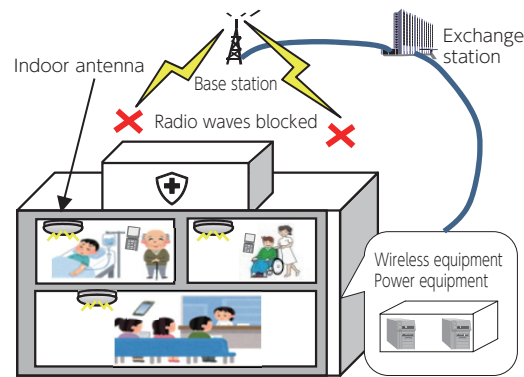 Exchange
station
Indoor antenna
Base station
Radio waves blocked
Wireless equipment
Power equipment